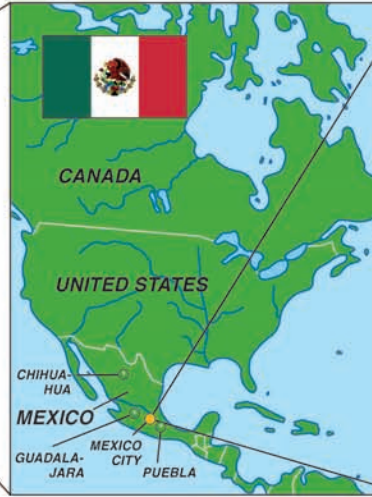 CANADA
UNITED STATES
CHIHUA-
HUA
MEXICO
GUADALA-
JARA
MEXICO
CITY
PUEBLA